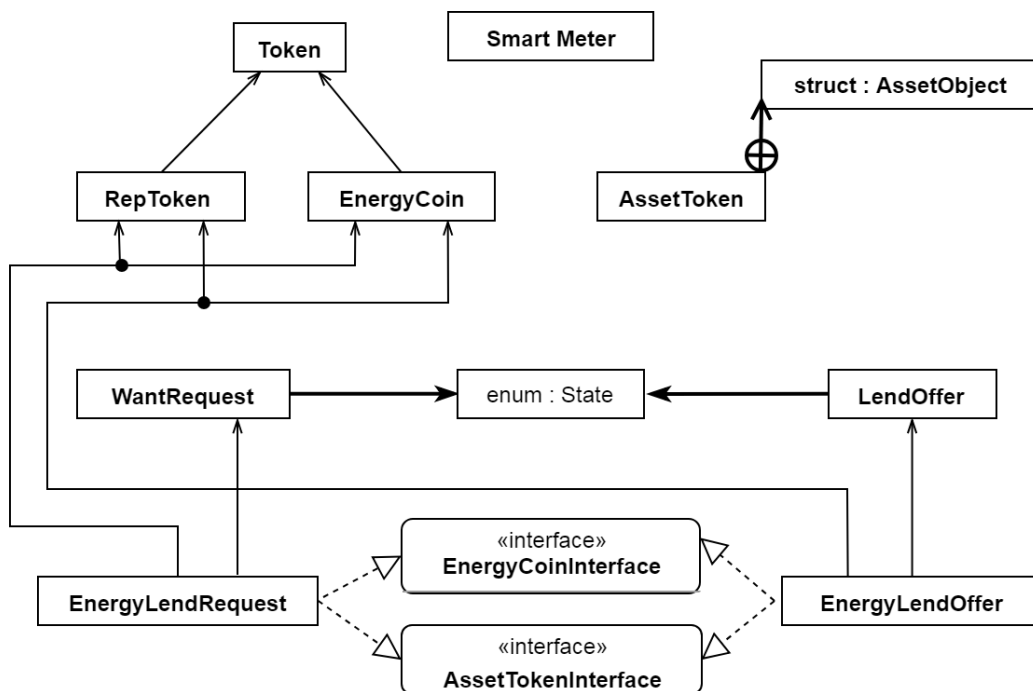 Token
Smart Meter
struct : AssetObject
RepToken
EnergyCoin
AssetToken
WantRequest
enum : State
LendOffer
«interface»
EnergyCoinInterface
EnergyLendRequest
EnergyLendOffer
«interface»
AssetTokenInterface